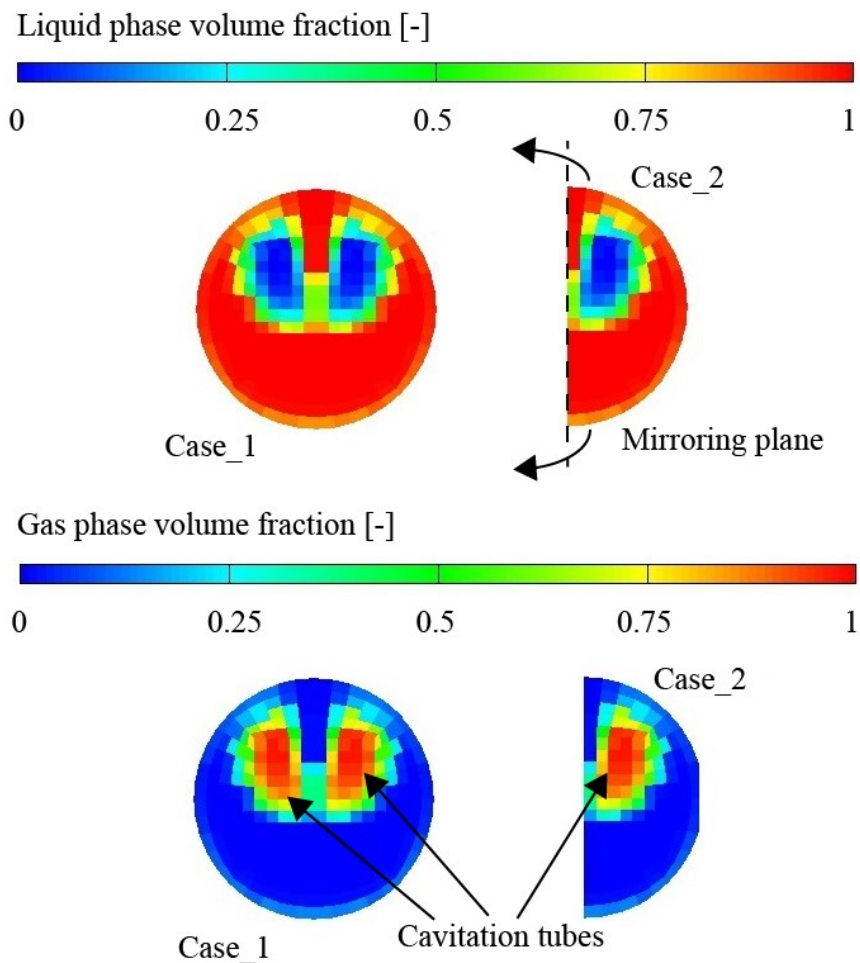 Liquid phase volume fraction [-]
0 0.25 0.5 0.75 1
Case_2
Case_1
Mirroring plane
Gas phase volume fraction [-]
0 0.25 0.5 0.75 1
Case_2
Cavitation tubes
Case_1